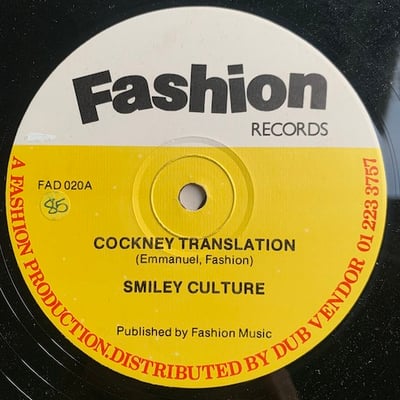 Fashion
RECORDS
FAD 020A
85
COCKNEY TRANSLATION
(Emmanuel, Fashion)
SMILEY CULTURE
Published by Fashion Music
A FASHION PRODUCTION.DISTRIBUTED BY DUB VENDOR 01 223 3757